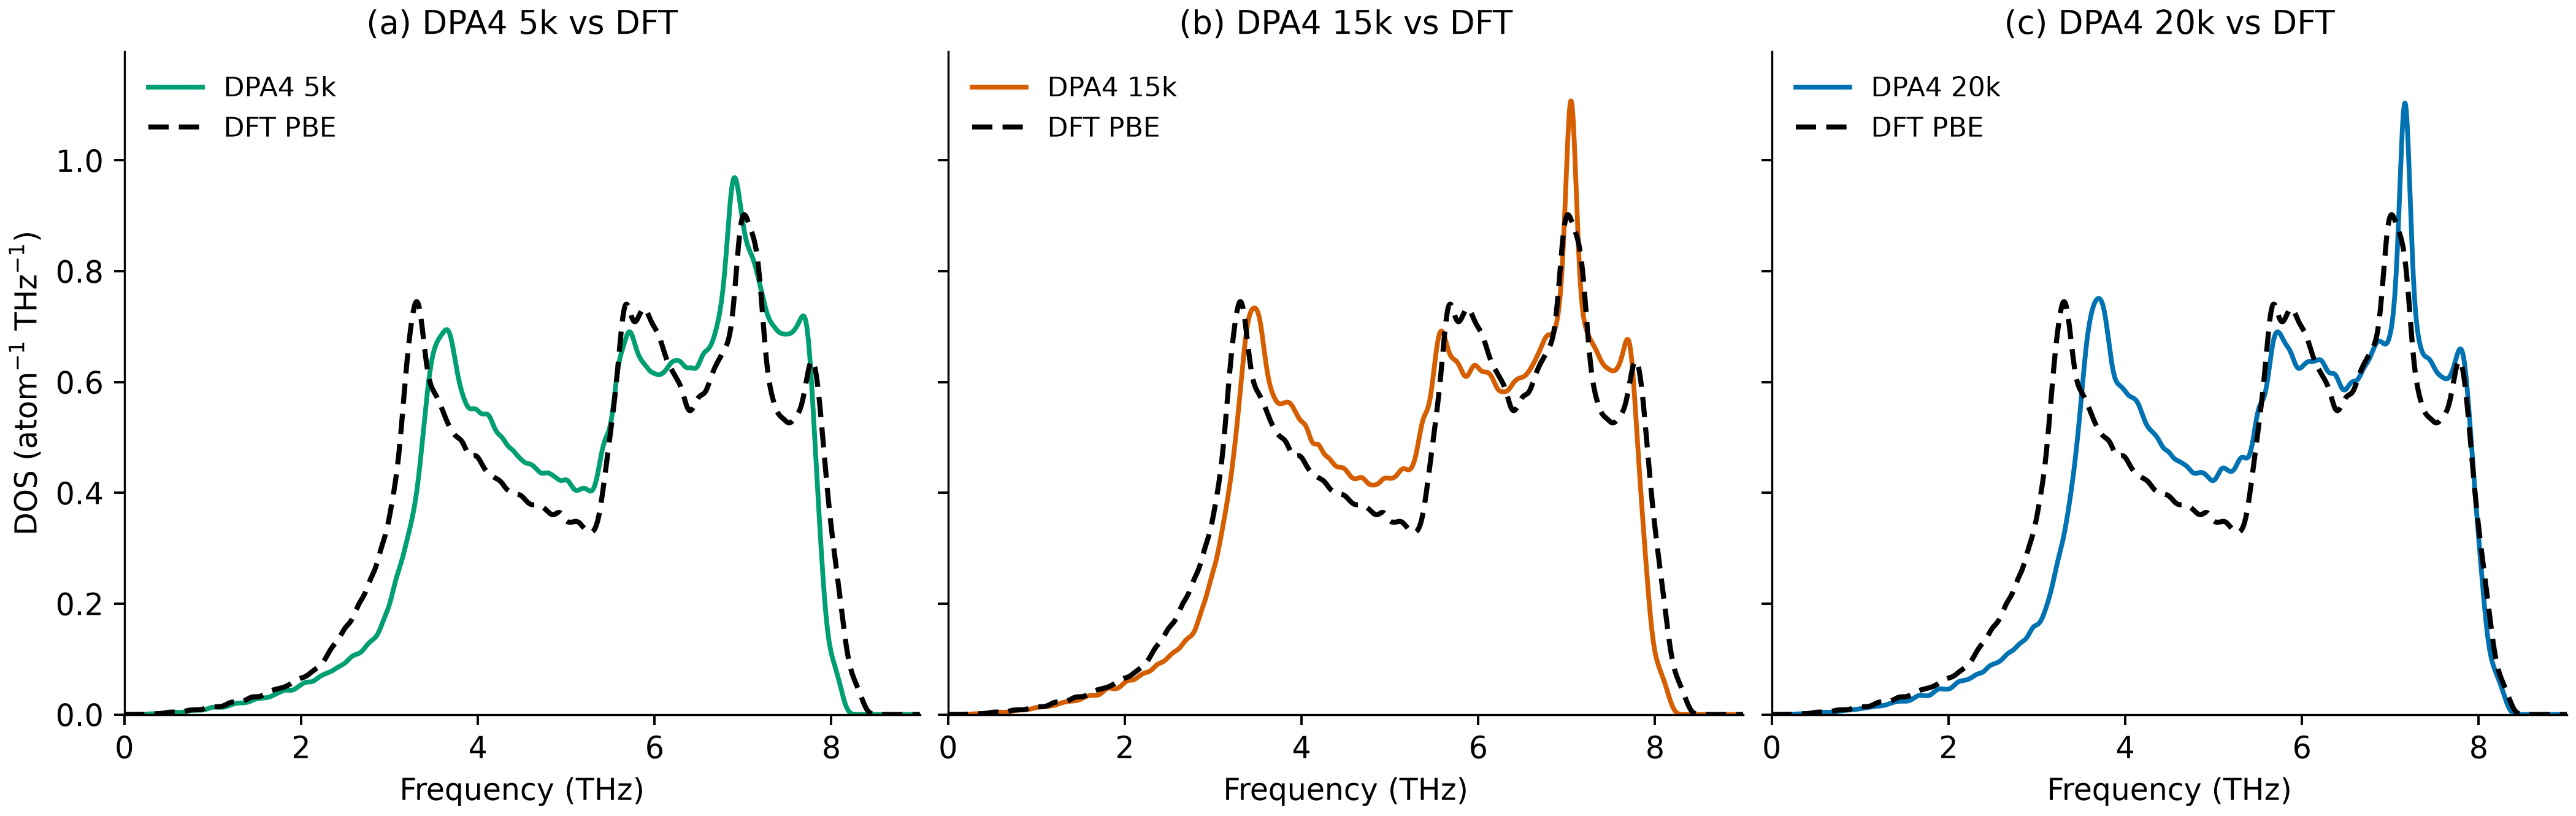 (a) DPA4 5k vs DFT
DPA4 5k
DFT PBE
DOS (atom⁻¹ THz⁻¹)
1.0
0.8
0.6
0.4
0.2
0.0
0 2 4 6 8
Frequency (THz)
(b) DPA4 15k vs DFT
DPA4 15k
DFT PBE
0 2 4 6 8
Frequency (THz)
(c) DPA4 20k vs DFT
DPA4 20k
DFT PBE
0 2 4 6 8
Frequency (THz)